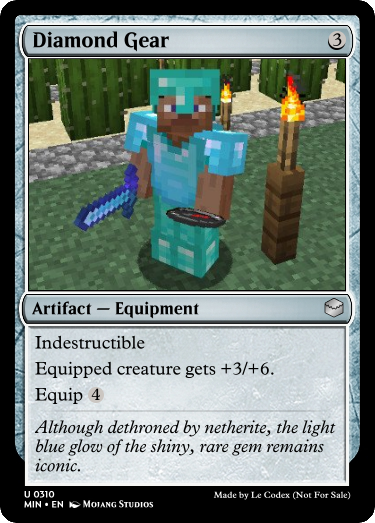 Diamond Gear 3
Artifact — Equipment
Indestructible
Equipped creature gets +3/+6.
Equip 4
Although dethroned by netherite, the light
blue glow of the shiny, rare gem remains
iconic.
U 0310
MIN • EN Mojang Studios
Made by Le Codex (Not For Sale)